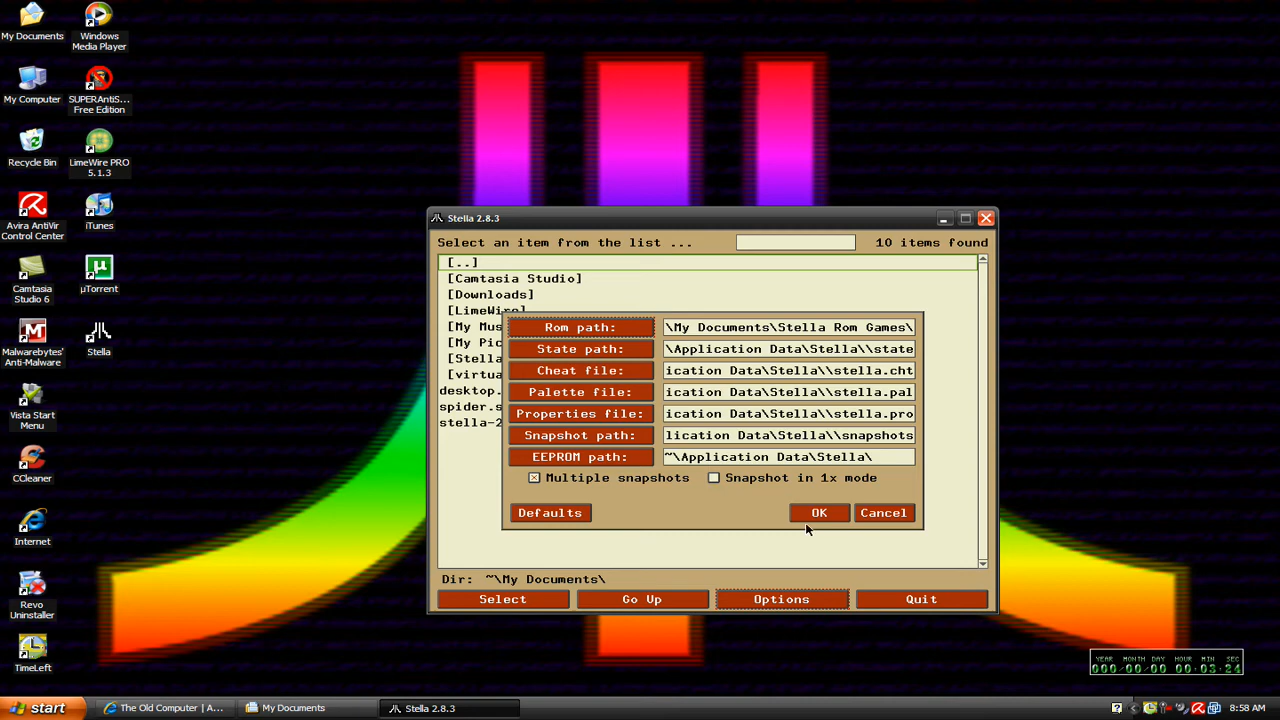 My Documents
Windows
Media Player
My Computer
SUPERAntiS...
Free Edition
Recycle Bin
LimeWire PRO
5.1.3
Avira AntiVir
Control Center
iTunes
Camtasia
Studio 6
µTorrent
Malwarebytes'
Anti-Malware
Stella
Vista Start
Menu
CCleaner
Internet
Revo
Uninstaller
TimeLeft
Stella 2.8.3
Select an item from the list ...
10 items found
[..]
[Camtasia Studio]
[Downloads]
[LimeWire]
[My Mus
[My Pic
[Stella
[virtua
desktop.
spider.s
stella-2
Rom path: \My Documents\Stella Rom Games\
State path: \Application Data\Stella\\state
Cheat file: ication Data\Stella\\stella.cht
Palette file: ication Data\Stella\\stella.pal
Properties file: ication Data\Stella\\stella.pro
Snapshot path: lication Data\Stella\\snapshots
EEPROM path: ~\Application Data\Stella\
Multiple snapshots Snapshot in 1x mode
Defaults OK Cancel
Dir: ~\My Documents\
Select Go Up Options Quit
YEAR MONTH DAY HOUR MIN SEC
000/00/00 00:03:24
start
The Old Computer | A...
My Documents
Stella 2.8.3
8:58 AM